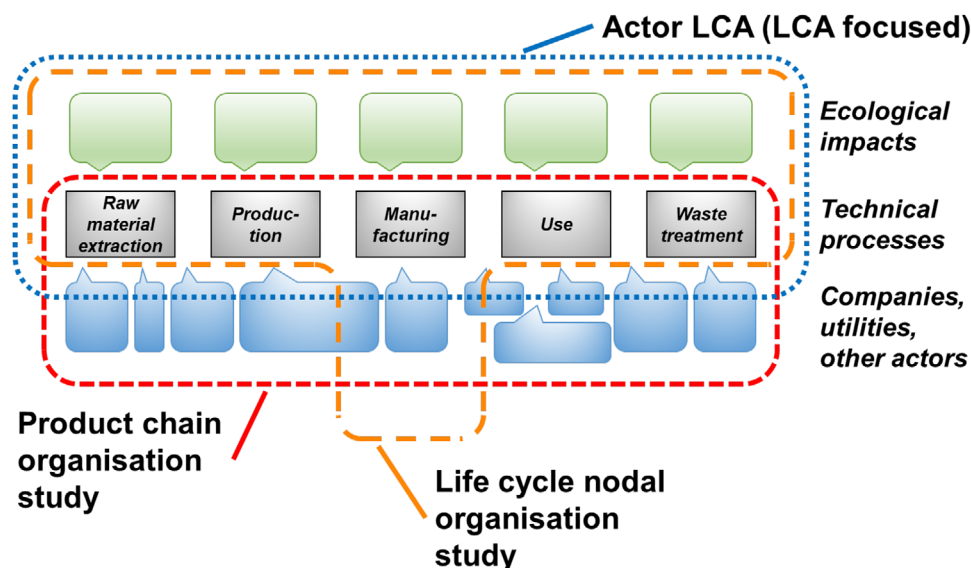 Actor LCA (LCA focused)
Ecological
impacts
Raw
material
extraction
Produc-
tion
Manu-
facturing
Use
Waste
treatment
Technical
processes
Companies,
utilities,
other actors
Product chain
organisation
study
Life cycle nodal
organisation
study